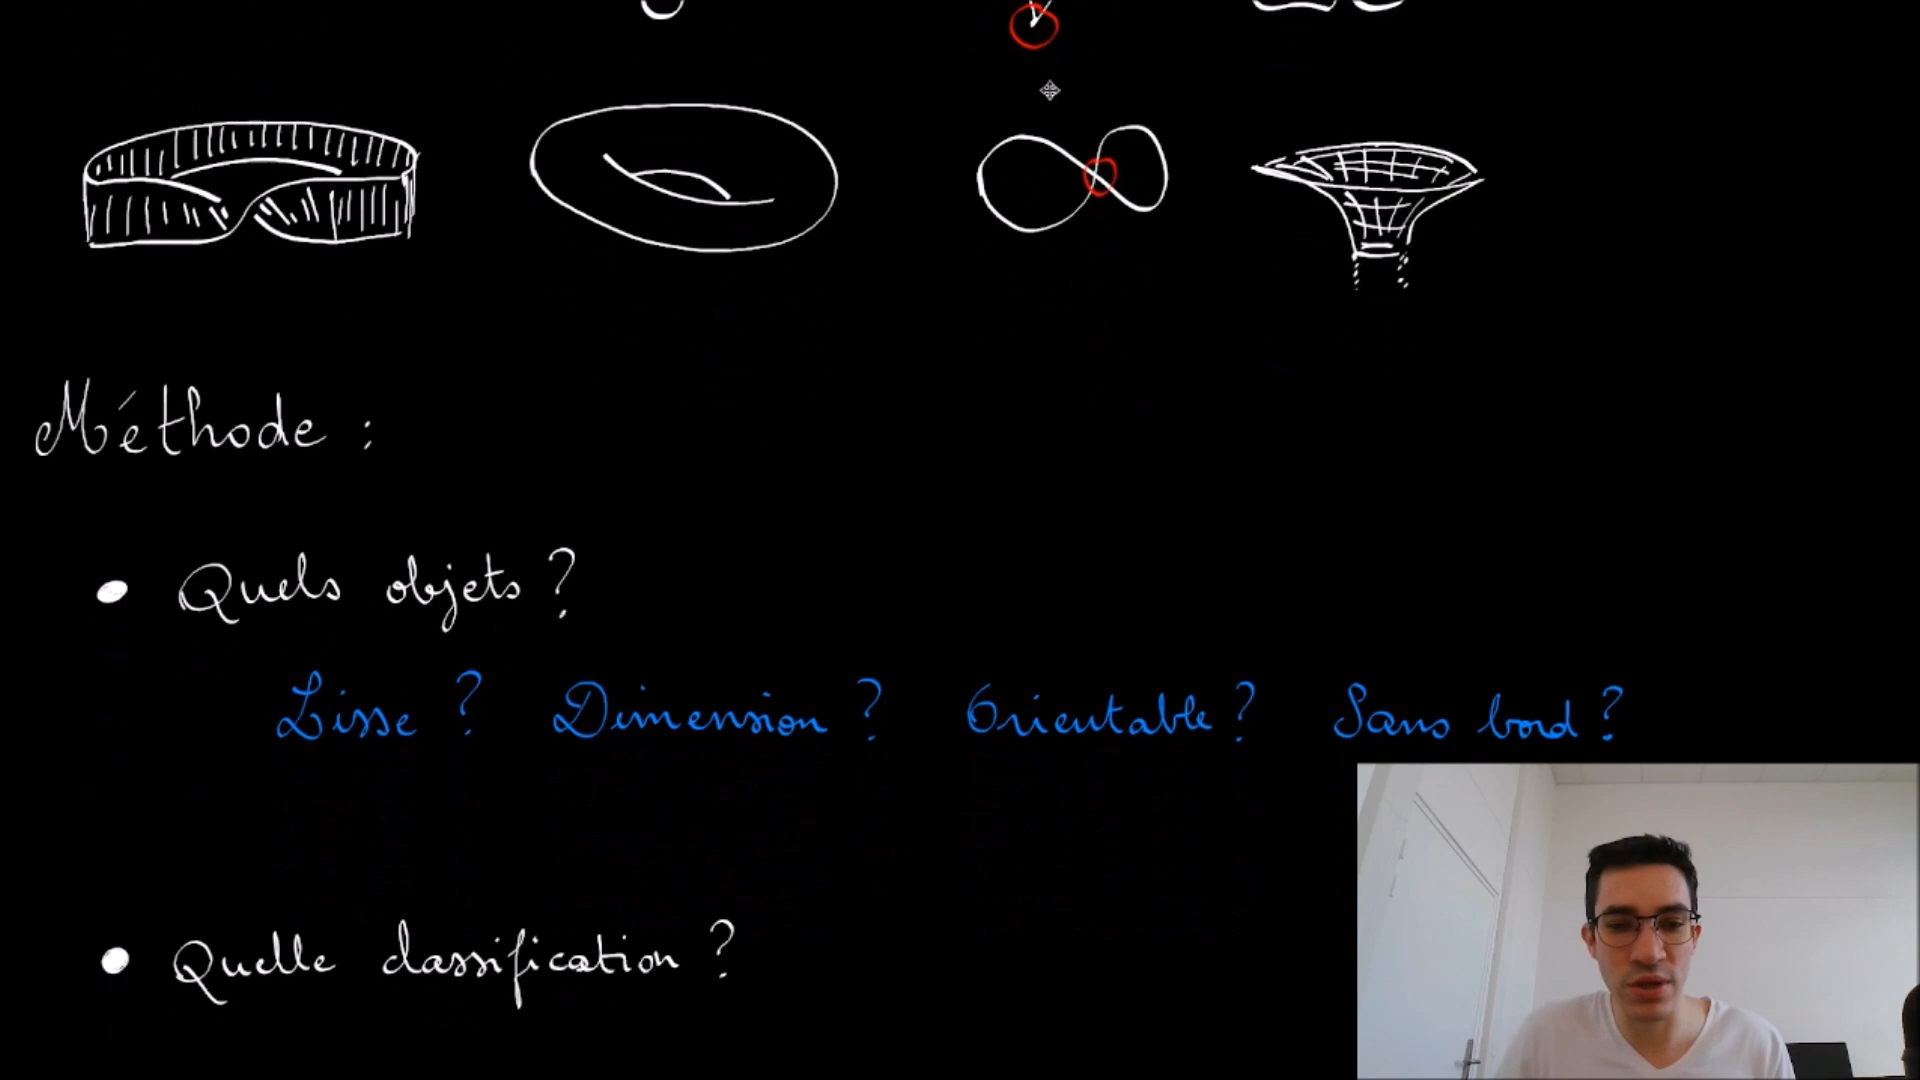 Méthode :
• Quels objets ?
Lisse ? Dimension ? Orientable ? Sans bord ?
• Quelle classification ?